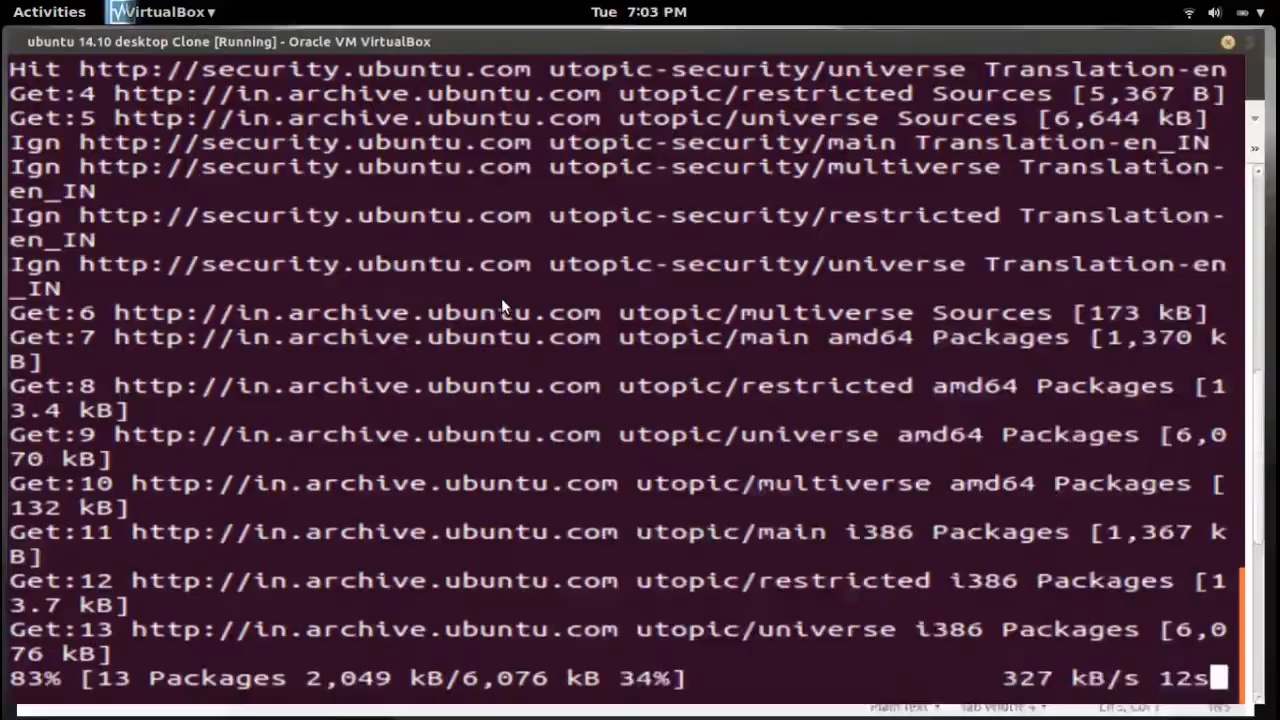 Activities VirtualBox▾ Tue 7:03 PM
ubuntu 14.10 desktop Clone [Running] - Oracle VM VirtualBox
Hit http://security.ubuntu.com utopic-security/universe Translation-en
Get:4 http://in.archive.ubuntu.com utopic/restricted Sources [5,367 B]
Get:5 http://in.archive.ubuntu.com utopic/universe Sources [6,644 kB]
Ign http://security.ubuntu.com utopic-security/main Translation-en_IN
Ign http://security.ubuntu.com utopic-security/multiverse Translation-
en_IN
Ign http://security.ubuntu.com utopic-security/restricted Translation-
en_IN
Ign http://security.ubuntu.com utopic-security/universe Translation-en
_IN
Get:6 http://in.archive.ubuntu.com utopic/multiverse Sources [173 kB]
Get:7 http://in.archive.ubuntu.com utopic/main amd64 Packages [1,370 k
B]
Get:8 http://in.archive.ubuntu.com utopic/restricted amd64 Packages [1
3.4 kB]
Get:9 http://in.archive.ubuntu.com utopic/universe amd64 Packages [6,0
70 kB]
Get:10 http://in.archive.ubuntu.com utopic/multiverse amd64 Packages [
132 kB]
Get:11 http://in.archive.ubuntu.com utopic/main i386 Packages [1,367 k
B]
Get:12 http://in.archive.ubuntu.com utopic/restricted i386 Packages [1
3.7 kB]
Get:13 http://in.archive.ubuntu.com utopic/universe i386 Packages [6,0
76 kB]
83% [13 Packages 2,049 kB/6,076 kB 34%] 327 kB/s 12s